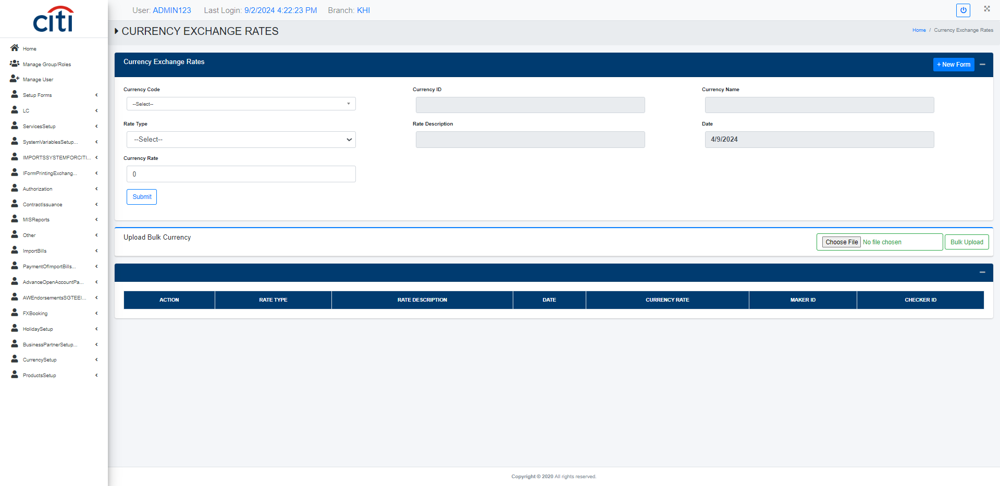 citi
User: ADMIN123 Last Login: 9/2/2024 4:22:23 PM Branch: KHI
CURRENCY EXCHANGE RATES
Home / Currency Exchange Rates
Home
Manage Group/Roles
Manage User
Setup Forms
LC
ServicesSetup
SystemVariablesSetup...
IMPORTSSYSTEMFORCITI...
IFormPrintingExchang...
Authorization
ContractIssuance
MISReports
Other
ImportBills
PaymentOfImportBills...
AdvanceOpenAccountPa...
AWEndorsementsSGTEEI...
FXBooking
HolidaySetup
BusinessPartnerSetup...
CurrencySetup
ProductsSetup
Currency Exchange Rates
+ New Form
Currency Code Currency ID Currency Name
--Select--
Rate Type Rate Description Date
--Select-- 4/9/2024
Currency Rate
0
Submit
Upload Bulk Currency
Choose File No file chosen Bulk Upload
ACTION RATE TYPE RATE DESCRIPTION DATE CURRENCY RATE MAKER ID CHECKER ID
Copyright © 2020 All rights reserved.